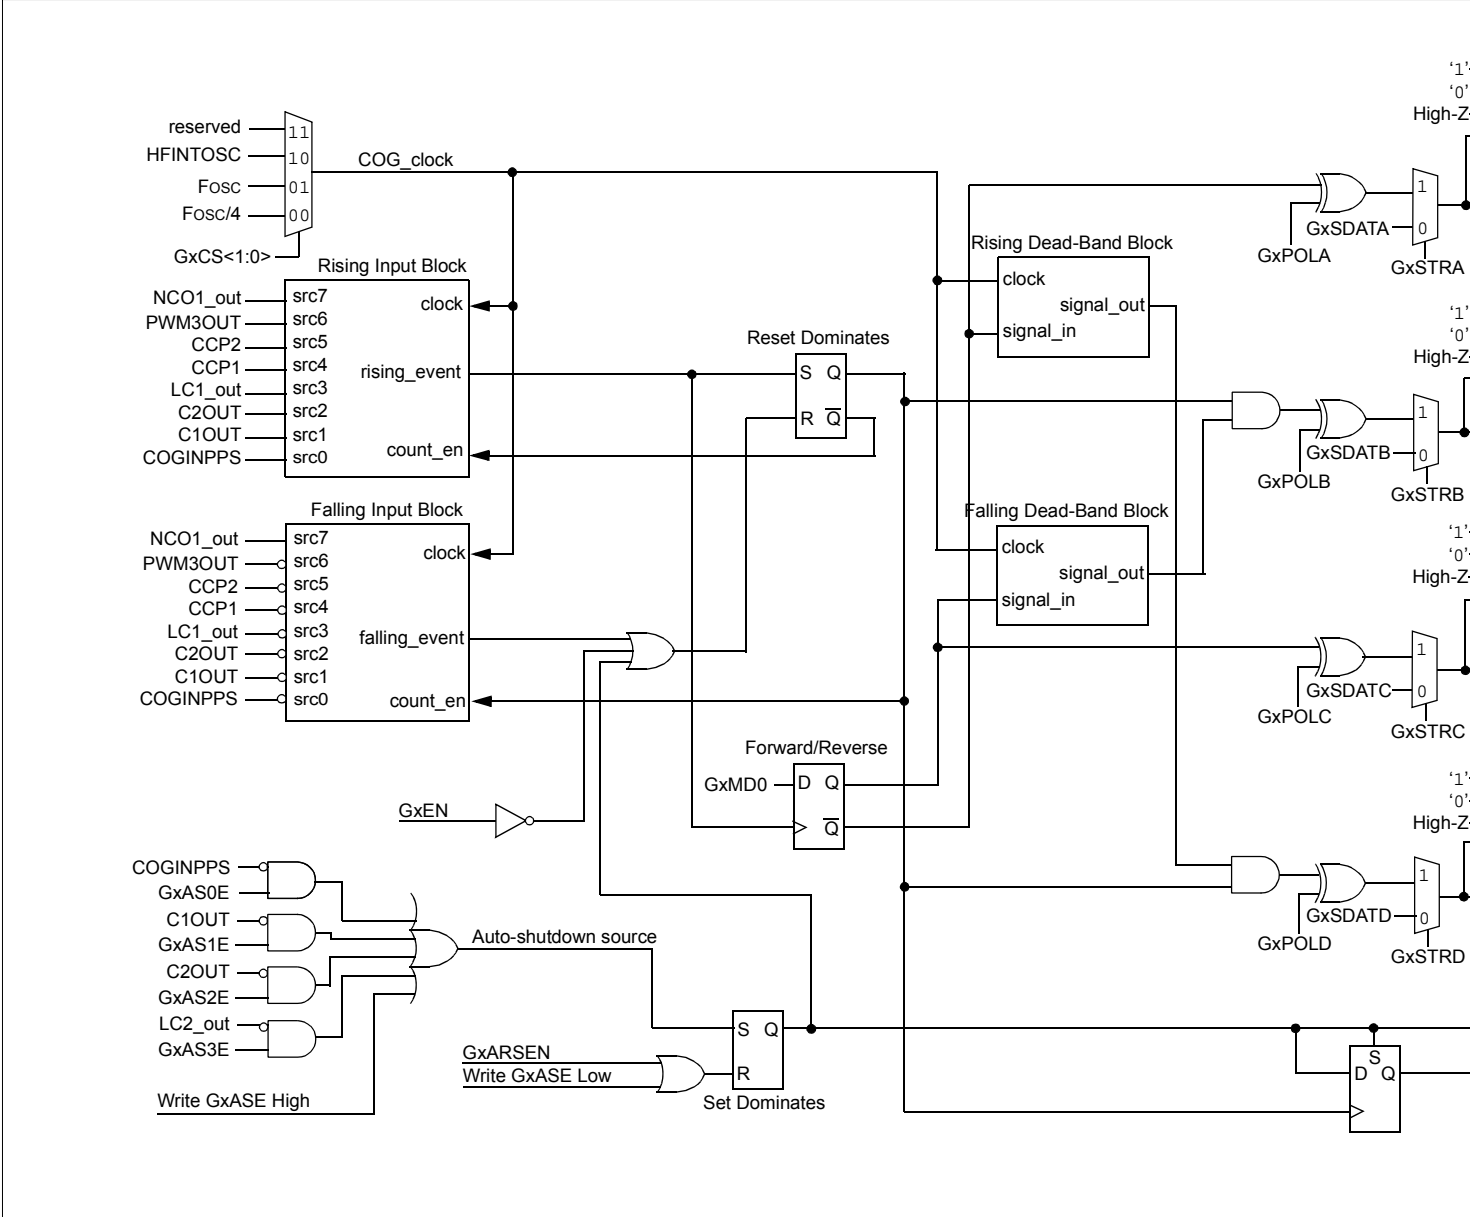 ‘1’
‘0’
High-Z
reserved
11
HFINTOSC
10
COG_clock
FOSC
01
FOSC/4
00
GxCS<1:0>
1
GxSDATA
0
GxPOLA
GxSTRA
Rising Input Block
NCO1_out
src7
PWM3OUT
src6
CCP2
src5
CCP1
src4
LC1_out
src3
C2OUT
src2
C1OUT
src1
COGINPPS
src0
clock
rising_event
count_en
Reset Dominates
S Q
R Q
Rising Dead-Band Block
clock
signal_out
signal_in
‘1’
‘0’
High-Z
1
GxSDATB
0
GxPOLB
GxSTRB
Falling Input Block
NCO1_out
src7
PWM3OUT
src6
CCP2
src5
CCP1
src4
LC1_out
src3
C2OUT
src2
C1OUT
src1
COGINPPS
src0
clock
falling_event
count_en
Falling Dead-Band Block
clock
signal_out
signal_in
‘1’
‘0’
High-Z
1
GxSDATC
0
GxPOLC
GxSTRC
Forward/Reverse
GxMD0
D Q
Q
GxEN
‘1’
‘0’
High-Z
1
GxSDATD
0
GxPOLD
GxSTRD
COGINPPS
GxAS0E
C1OUT
GxAS1E
C2OUT
GxAS2E
LC2_out
GxAS3E
Write GxASE High
Auto-shutdown source
GxARSEN
Write GxASE Low
S Q
R
Set Dominates
S
D Q